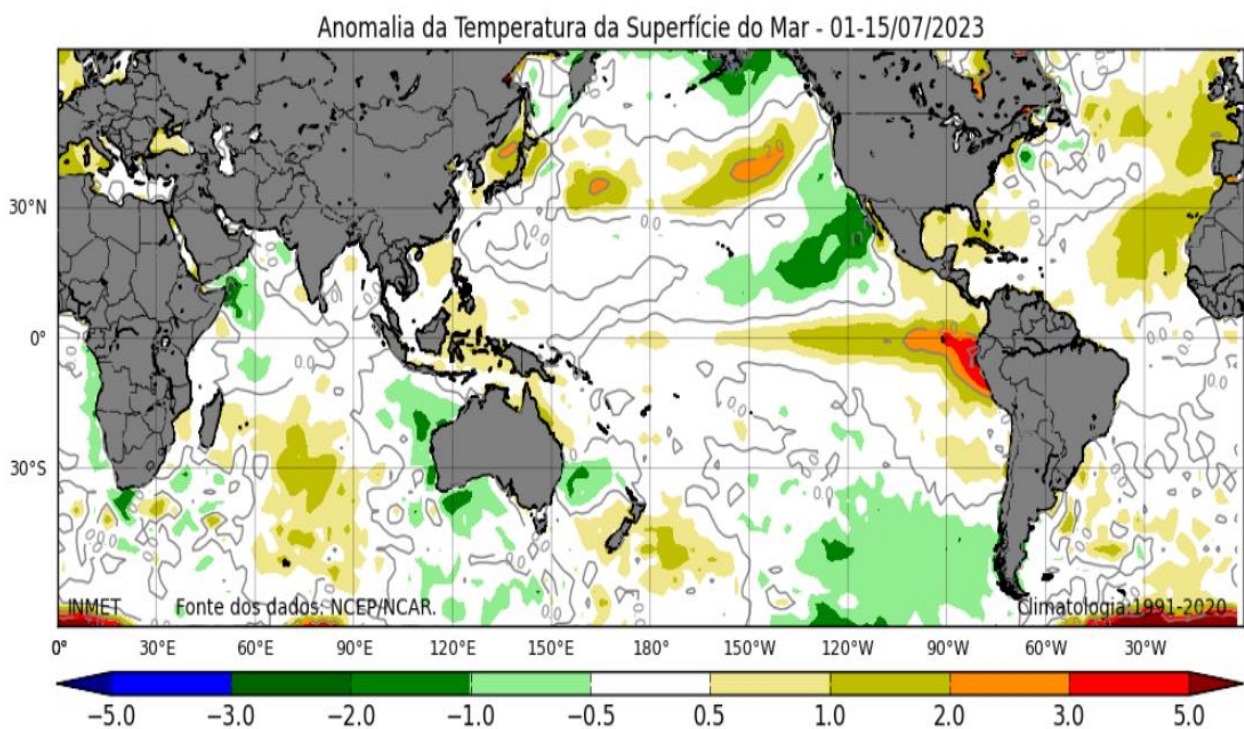 Anomalia da Temperatura da Superfície do Mar - 01-15/07/2023
30°N
0°
30°S
INMET Fonte dos dados: NCEP/NCAR. Climatologia:1991-2020
0° 30°E 60°E 90°E 120°E 150°E 180° 150°W 120°W 90°W 60°W 30°W
−5.0 −3.0 −2.0 −1.0 −0.5 0.5 1.0 2.0 3.0 5.0